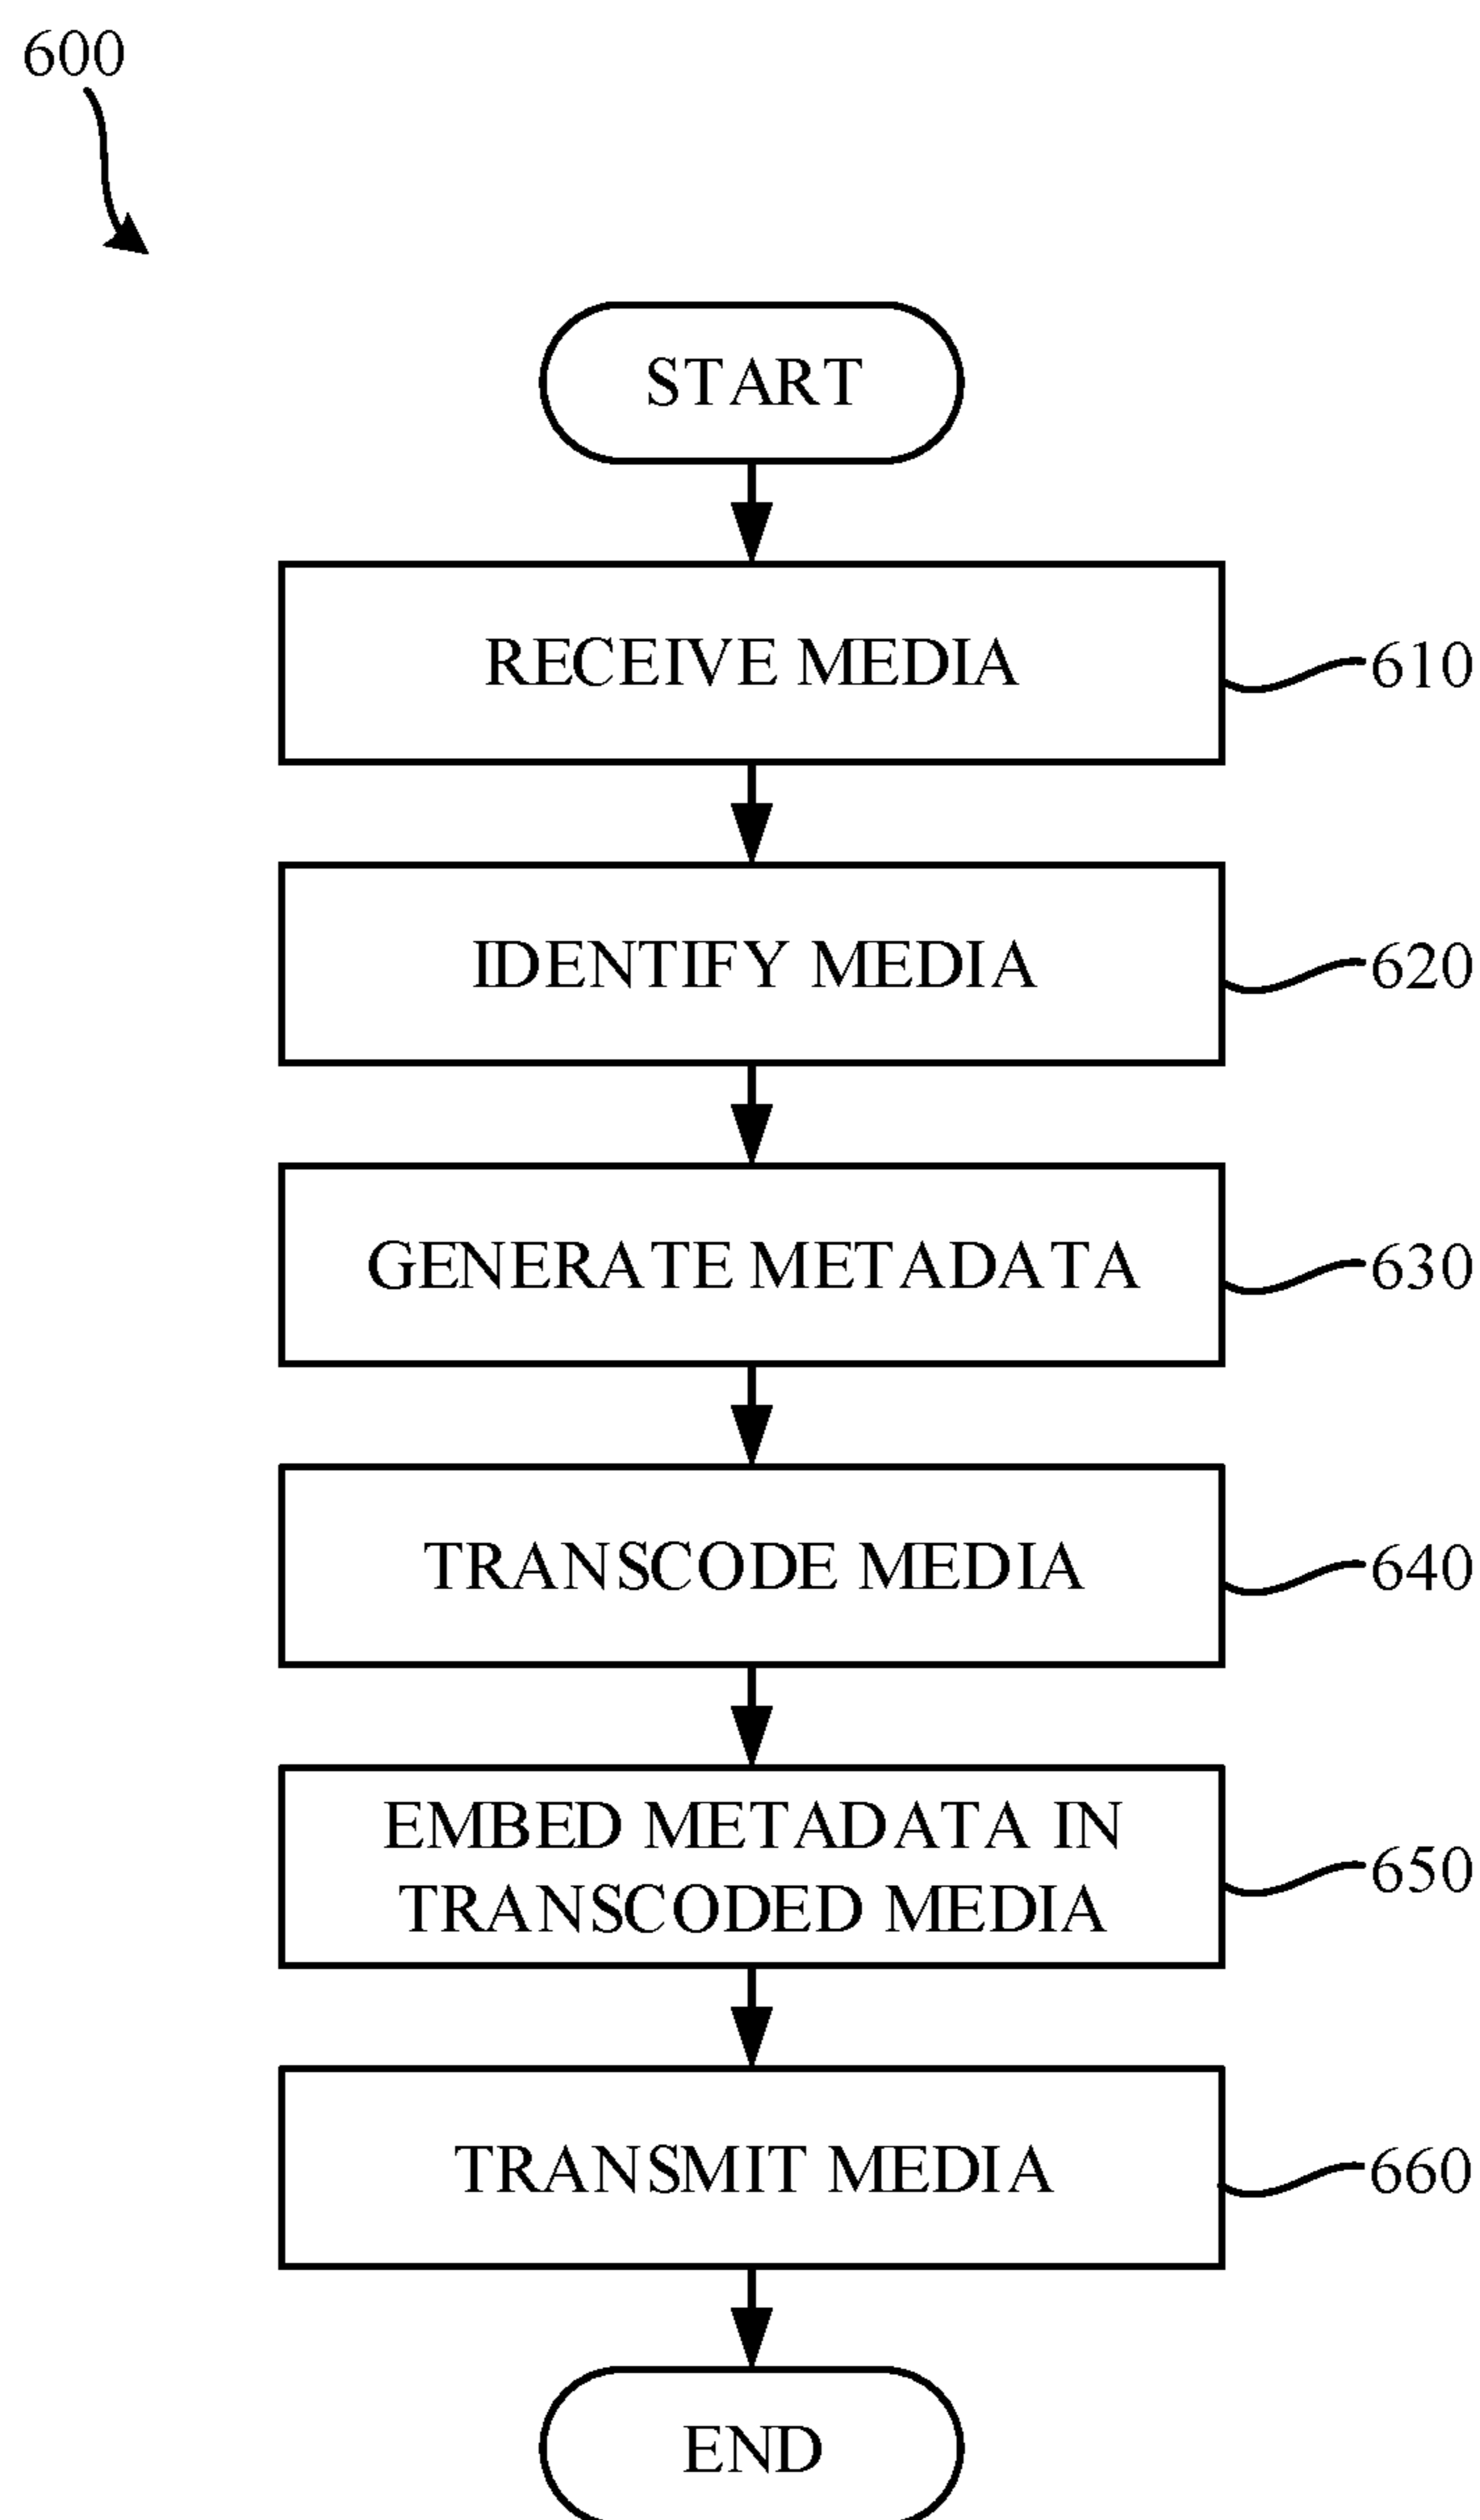 600
START
RECEIVE MEDIA
610
IDENTIFY MEDIA
620
GENERATE METADATA
630
TRANSCODE MEDIA
640
EMBED METADATA IN
TRANSCODED MEDIA
650
TRANSMIT MEDIA
660
END